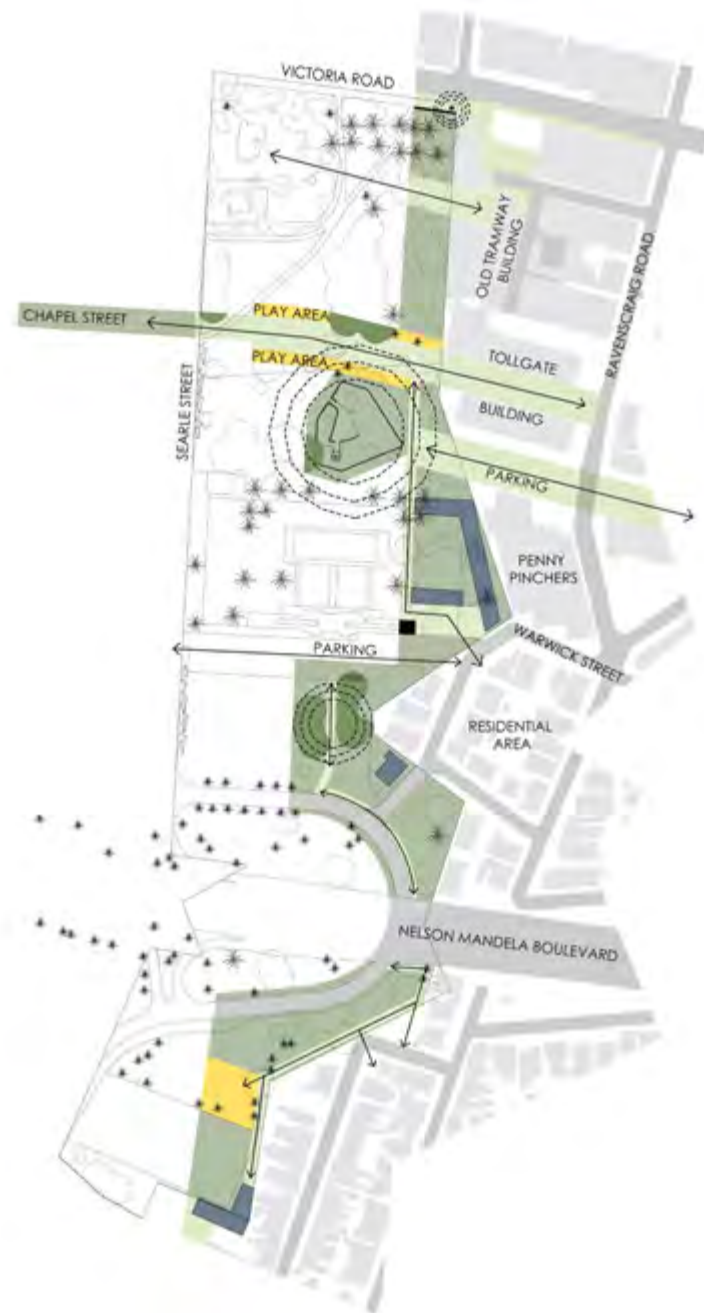 VICTORIA ROAD
OLD TRAMWAY
BUILDING
RAVENSCRAIG ROAD
CHAPEL STREET
PLAY AREA
PLAY AREA
TOLLGATE
BUILDING
SEARLE STREET
PARKING
PENNY
PINCHERS
WARWICK STREET
PARKING
RESIDENTIAL
AREA
NELSON MANDELA BOULEVARD